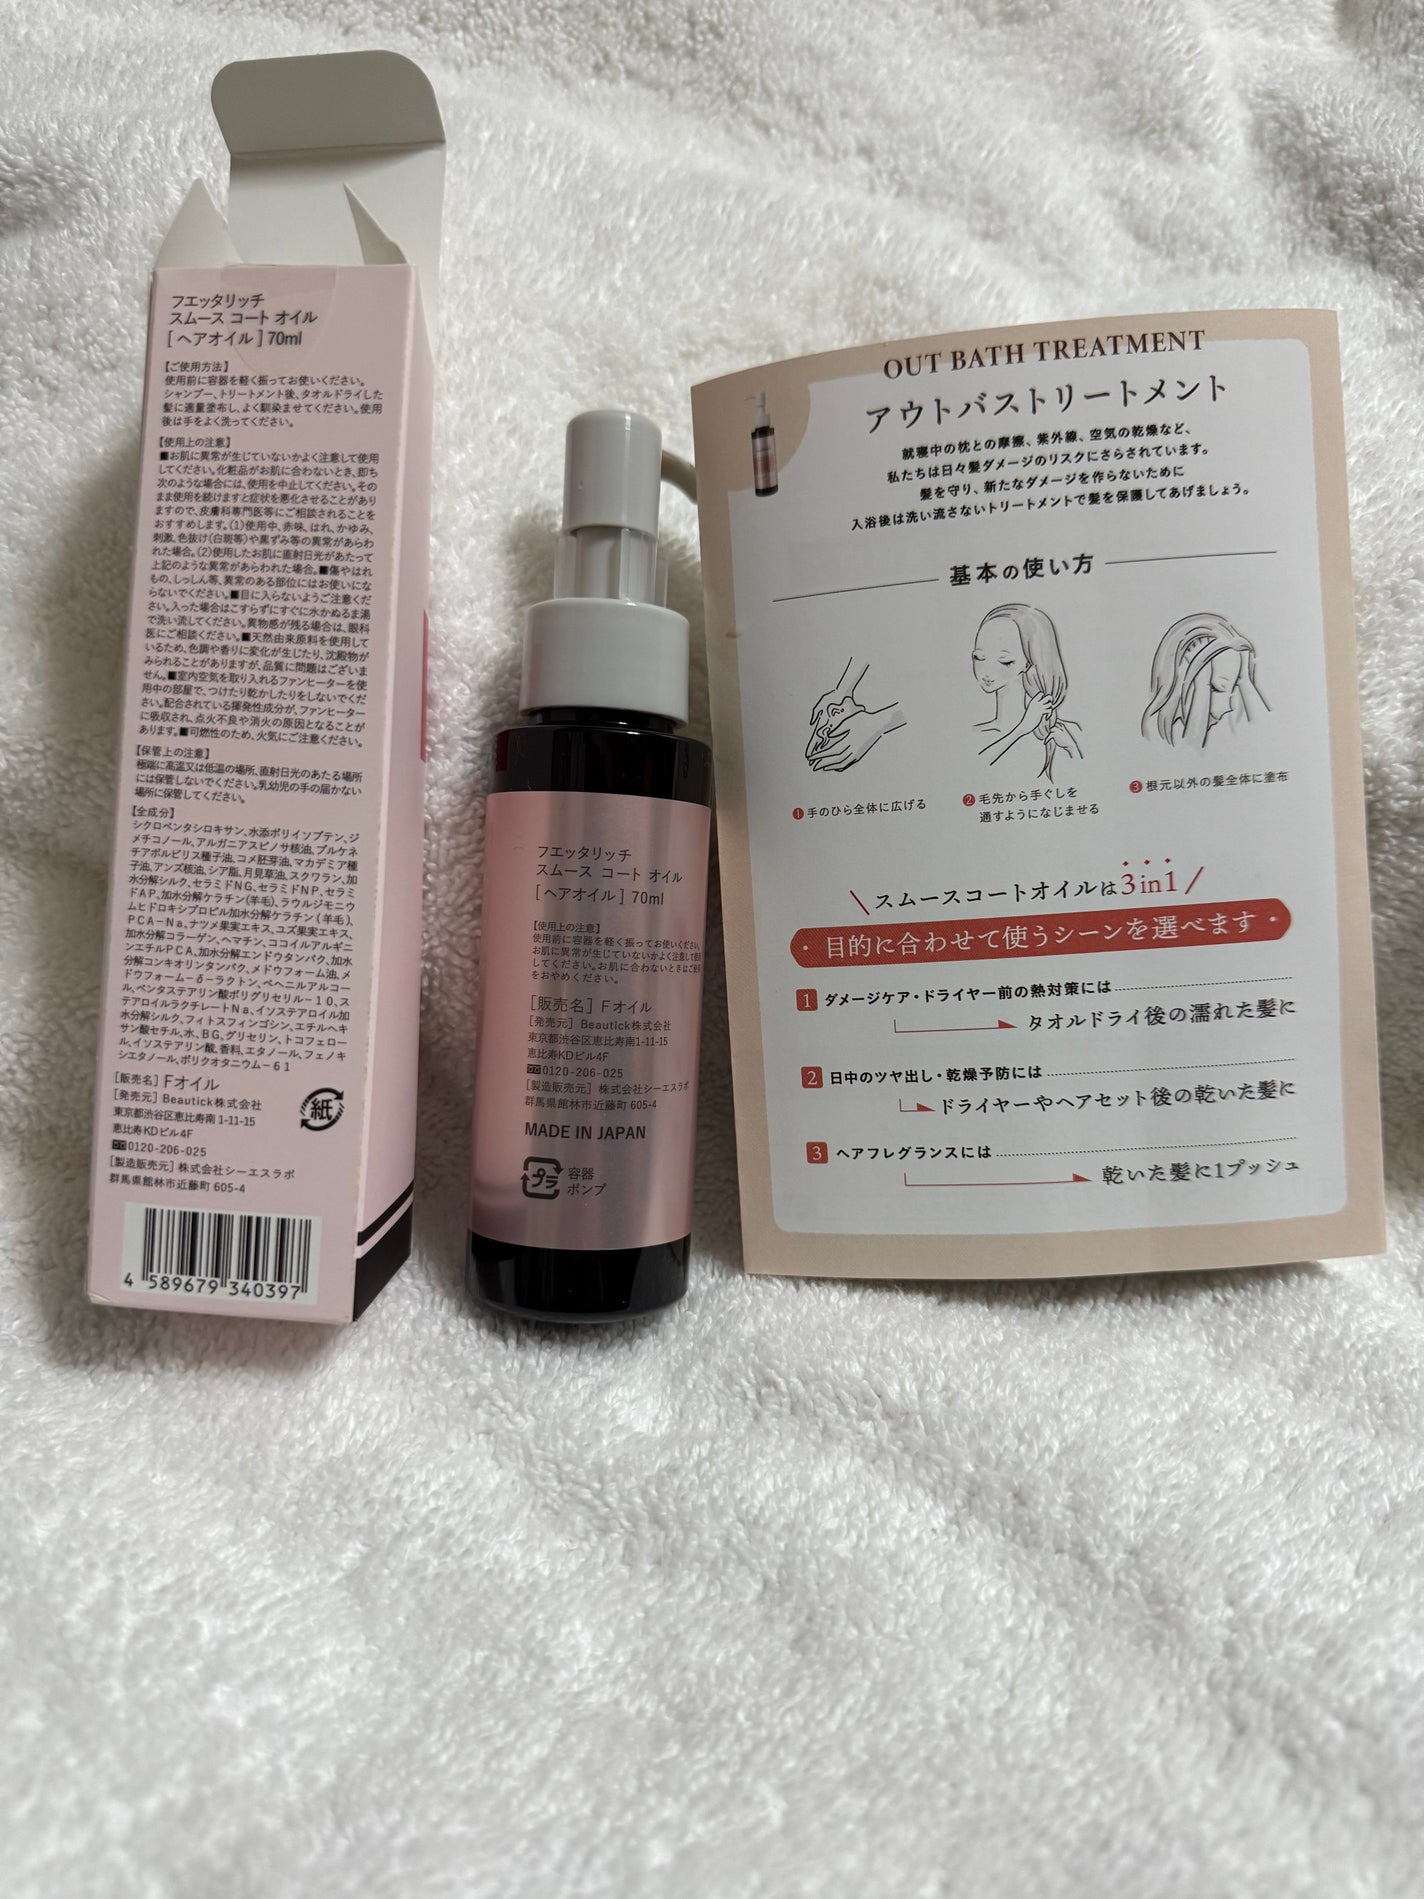 フエッタリッチ
スムース コート オイル
[ ヘアオイル ] 70ml
【ご使用方法】
使用前に容器を軽く振ってお使いください。
シャンプー、トリートメント後、タオルドライした
髪に適量塗布し、よく馴染ませてください。使用
後は手をよく洗ってください。
【使用上の注意】
■お肌に異常が生じていないかよく注意して使用
してください。化粧品がお肌に合わないとき、即ち
次のような場合には、使用を中止してください。その
まま使用を続けますと症状を悪化させることがあり
ますので、皮膚科専門医等にご相談されることを
おすすめします。(1)使用中、赤味、はれ、かゆみ、
刺激、色抜け(白斑等)や黒ずみ等の異常があらわ
れた場合。(2)使用したお肌に直射日光があたって
上記のような異常があらわれた場合。■傷やはれ
もの、しっしん等、異常のある部位にはお使いにな
らないでください。■目に入らないようご注意くだ
さい。入った場合はこすらずにすぐに水かぬるま湯
で洗い流してください。異物感が残る場合は、眼科
医にご相談ください。■天然由来原料を使用して
いるため、色調や香りに変化が生じたり、沈殿物が
みられることがありますが、品質に問題はございま
せん。■室内空気を取り入れるファンヒーターを使
用中の部屋で、つけたり乾かしたりをしないでくだ
さい。配合されている揮発性成分が、ファンヒーター
に吸収され、点火不良や消火の原因となることが
あります。■可燃性のため、火気にご注意ください。
【保管上の注意】
極端に高温又は低温の場所、直射日光のあたる場所
には保管しないでください。乳幼児の手の届かない
場所に保管してください。
【全成分】
シクロペンタシロキサン、水添ポリイソブテン、ジ
メチコノール、アルガニアスピノサ核油、プルケネ
チアボルビリス種子油、コメ胚芽油、マカデミア種
子油、アンズ核油、シア脂、月見草油、スクワラン、加
水分解シルク、セラミドNG、セラミドNP、セラミ
ドAP、加水分解ケラチン(羊毛)、ラウルジモニウ
ムヒドロキシプロピル加水分解ケラチン(羊毛)、
PCA-Na、ナツメ果実エキス、ユズ果実エキス、
加水分解コラーゲン、ヘマチン、ココイルアルギニ
ンエチルPCA、加水分解エンドウタンパク、加水
分解コンキオリンタンパク、メドウフォーム油、メ
ドウフォーム-δ-ラクトン、ベヘニルアルコー
ル、ペンタステアリン酸ポリグリセリル-10、ス
テアロイルラクチレートNa、イソステアロイル加
水分解シルク、フィトスフィンゴシン、エチルヘキ
サン酸セチル、水、BG、グリセリン、トコフェロー
ル、イソステアリン酸、香料、エタノール、フェノキ
シエタノール、ポリクオタニウム-61
[販売名] Fオイル
[発売元] Beautick株式会社
東京都渋谷区恵比寿南 1-11-15
恵比寿KDビル4F
0120-206-025
[製造販売元] 株式会社シーエスラボ
群馬県館林市近藤町 605-4
紙
4 589679 340397
フエッタリッチ
スムース コート オイル
[ ヘアオイル ] 70ml
【使用上の注意】
使用前に容器を軽く振ってお使いください。
お肌に異常が生じていないかよく注意して使用
してください。お肌に合わないときはご使用
をおやめください。
[販売名] Fオイル
[発売元] Beautick株式会社
東京都渋谷区恵比寿南1-11-15
恵比寿KDビル4F
0120-206-025
[製造販売元] 株式会社シーエスラボ
群馬県館林市近藤町 605-4
MADE IN JAPAN
プラ 容器
ポンプ
OUT BATH TREATMENT
アウトバストリートメント
就寝中の枕との摩擦、紫外線、空気の乾燥など、
私たちは日々髪ダメージのリスクにさらされています。
髪を守り、新たなダメージを作らないために
入浴後は洗い流さないトリートメントで髪を保護してあげましょう。
基本の使い方
❶手のひら全体に広げる
❷毛先から手ぐしを
通すようになじませる
❸根元以外の髪全体に塗布
\ スムースコートオイルは3in1 /
・目的に合わせて使うシーンを選べます・
1 ダメージケア・ドライヤー前の熱対策には
タオルドライ後の濡れた髪に
2 日中のツヤ出し・乾燥予防には
ドライヤーやヘアセット後の乾いた髪に
3 ヘアフレグランスには
乾いた髪に1プッシュ